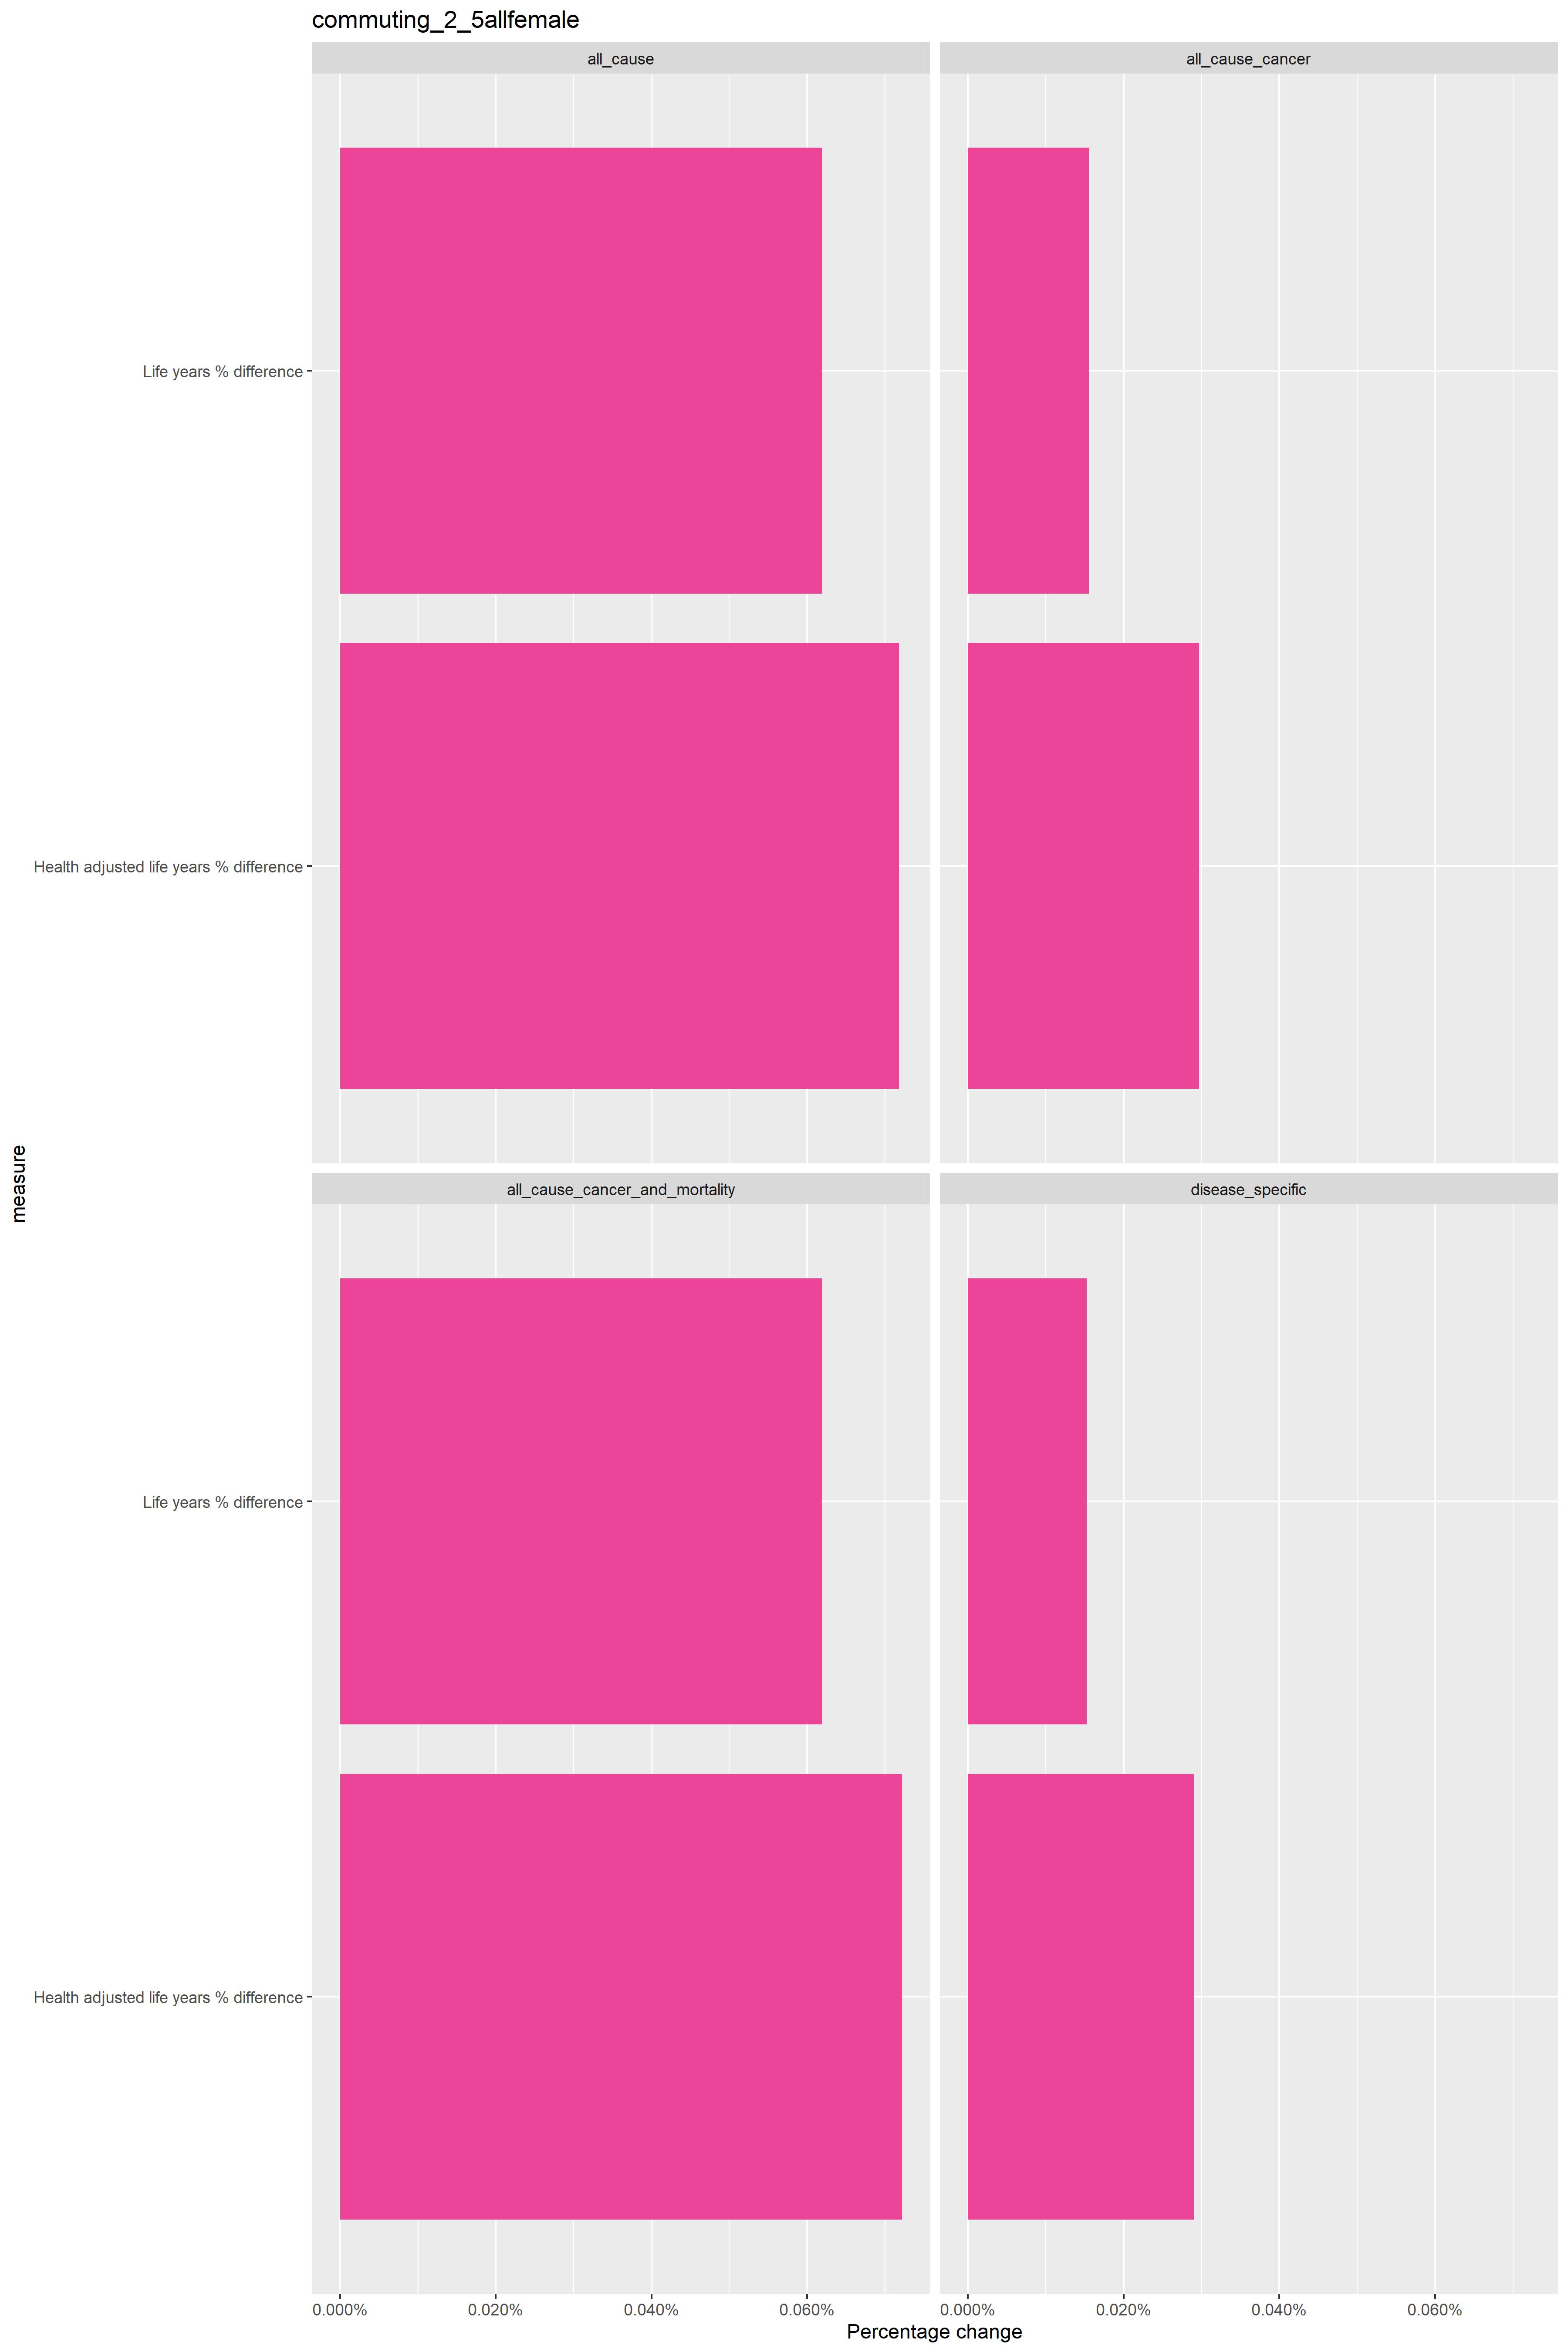 commuting_2_5allfemale
all_cause
all_cause_cancer
Life years % difference
Health adjusted life years % difference
measure
all_cause_cancer_and_mortality
disease_specific
Life years % difference
Health adjusted life years % difference
0.000% 0.020% 0.040% 0.060%
0.000% 0.020% 0.040% 0.060%
Percentage change